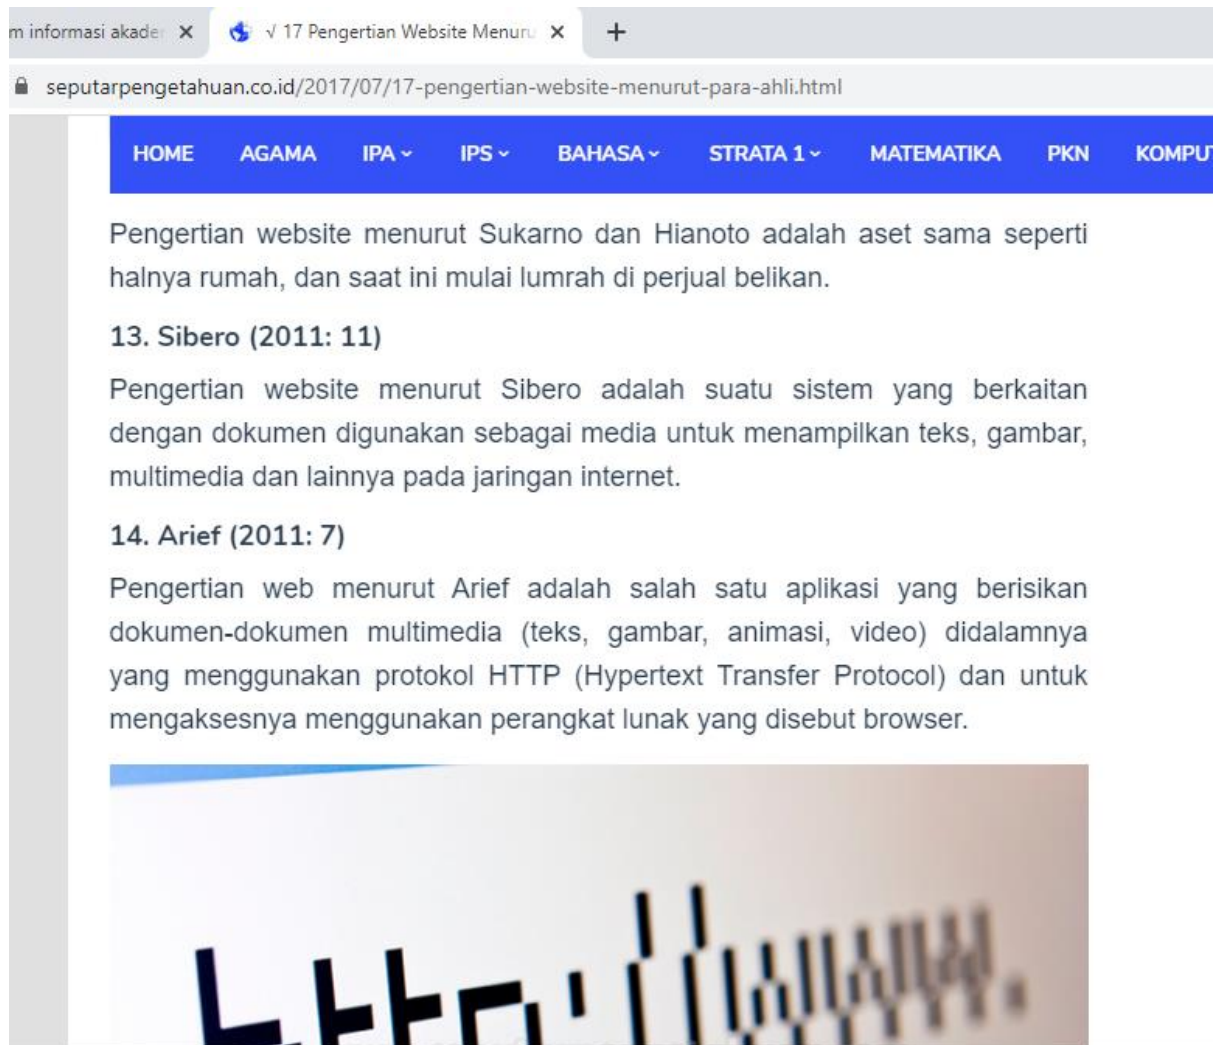 m informasi akade
√ 17 Pengertian Website Menuru
seputarpengetahuan.co.id/2017/07/17-pengertian-website-menurut-para-ahli.html
HOME AGAMA IPA IPS BAHASA STRATA 1 MATEMATIKA PKN KOMPUT
Pengertian website menurut Sukarno dan Hianoto adalah aset sama seperti
halnya rumah, dan saat ini mulai lumrah di perjual belikan.
13. Sibero (2011: 11)
Pengertian website menurut Sibero adalah suatu sistem yang berkaitan
dengan dokumen digunakan sebagai media untuk menampilkan teks, gambar,
multimedia dan lainnya pada jaringan internet.
14. Arief (2011: 7)
Pengertian web menurut Arief adalah salah satu aplikasi yang berisikan
dokumen-dokumen multimedia (teks, gambar, animasi, video) didalamnya
yang menggunakan protokol HTTP (Hypertext Transfer Protocol) dan untuk
mengaksesnya menggunakan perangkat lunak yang disebut browser.
http://www.